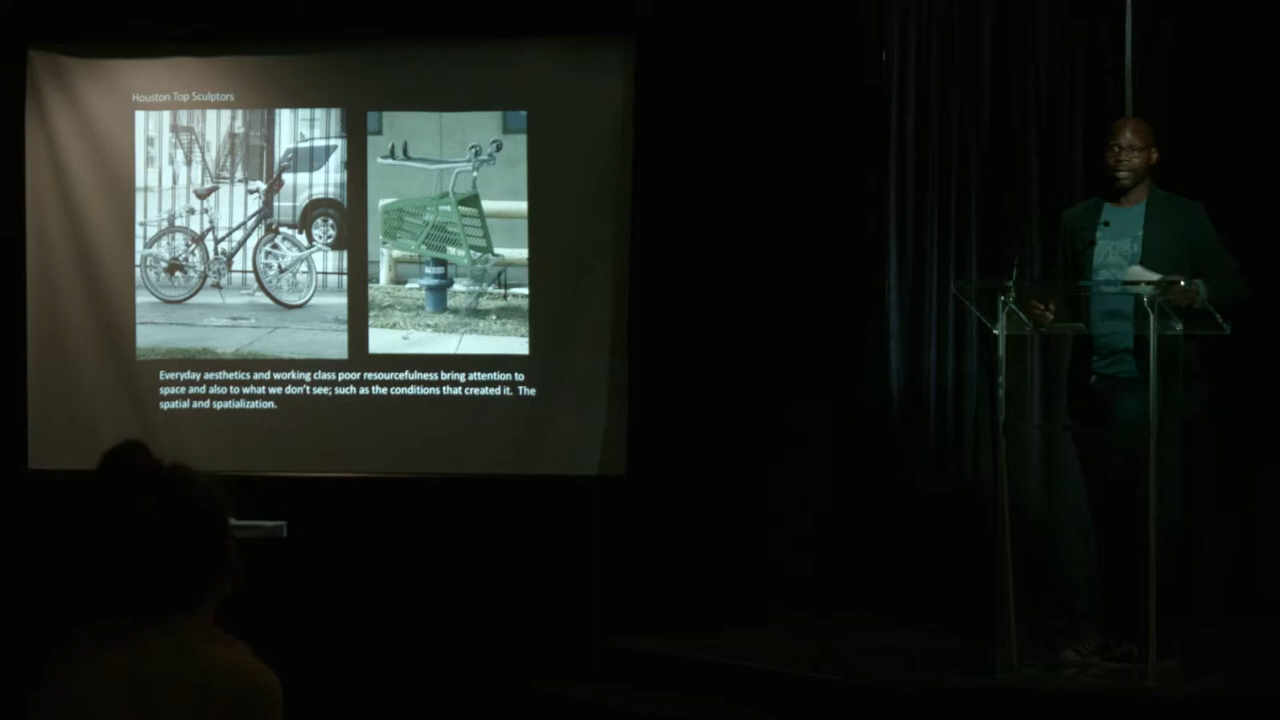 Houston Top Sculptors
Everyday aesthetics and working class poor resourcefulness bring attention to
space and also to what we don't see; such as the conditions that created it.  The
spatial and spatialization.